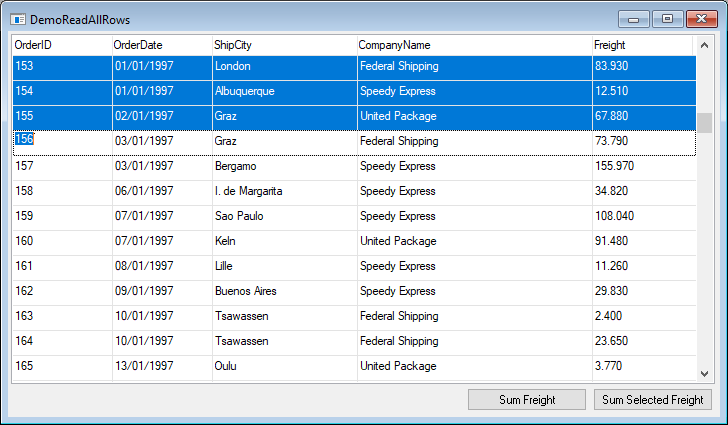 DemoReadAllRows
OrderID OrderDate ShipCity CompanyName Freight
153 01/01/1997 London Federal Shipping 83.930
154 01/01/1997 Albuquerque Speedy Express 12.510
155 02/01/1997 Graz United Package 67.880
156 03/01/1997 Graz Federal Shipping 73.790
157 03/01/1997 Bergamo Speedy Express 155.970
158 06/01/1997 I. de Margarita Speedy Express 34.820
159 07/01/1997 Sao Paulo Speedy Express 108.040
160 07/01/1997 Keln United Package 91.480
161 08/01/1997 Lille Speedy Express 11.260
162 09/01/1997 Buenos Aires Speedy Express 29.830
163 10/01/1997 Tsawassen Federal Shipping 2.400
164 10/01/1997 Tsawassen Federal Shipping 23.650
165 13/01/1997 Oulu United Package 3.770
Sum Freight Sum Selected Freight